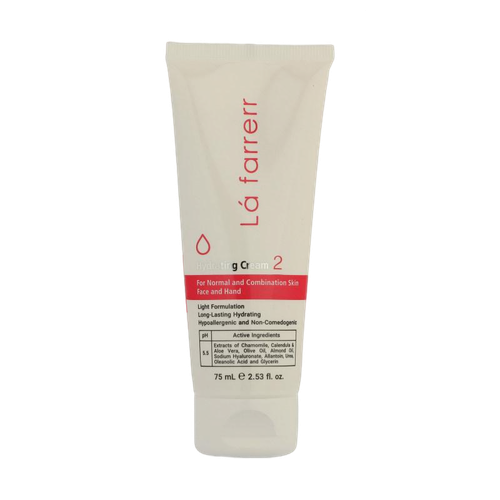 Lá farrerr
Cream 2
For Normal and Combination Skin
Face and Hand
Light Formulation
Long-Lasting Hydrating
Hypoallergenic and Non-Comedogenic
pH Active Ingredients
5.5 Extracts of Chamomile, Calendula &
Aloe Vera, Olive Oil, Almond Oil,
Sodium Hyaluronate, Allantoin, Urea,
Oleanolic Acid and Glycerin
75 mL ℮ 2.53 fl. oz.